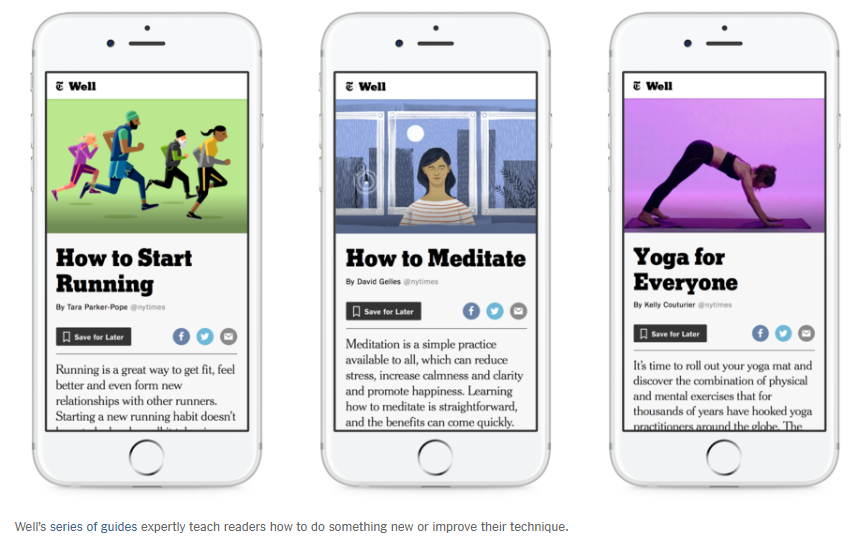 Well
How to Start
Running
By Tara Parker-Pope @nytimes
Save for Later
Running is a great way to get fit, feel
better and even form new
relationships with other runners.
Starting a new running habit doesn't
Well
How to Meditate
By David Gelles @nytimes
Save for Later
Meditation is a simple practice
available to all, which can reduce
stress, increase calmness and clarity
and promote happiness. Learning
how to meditate is straightforward,
and the benefits can come quickly.
Well
Yoga for
Everyone
By Kelly Couturier @nytimes
Save for Later
It's time to roll out your yoga mat and
discover the combination of physical
and mental exercises that for
thousands of years have hooked yoga
practitioners around the globe. The
Well's series of guides expertly teach readers how to do something new or improve their technique.